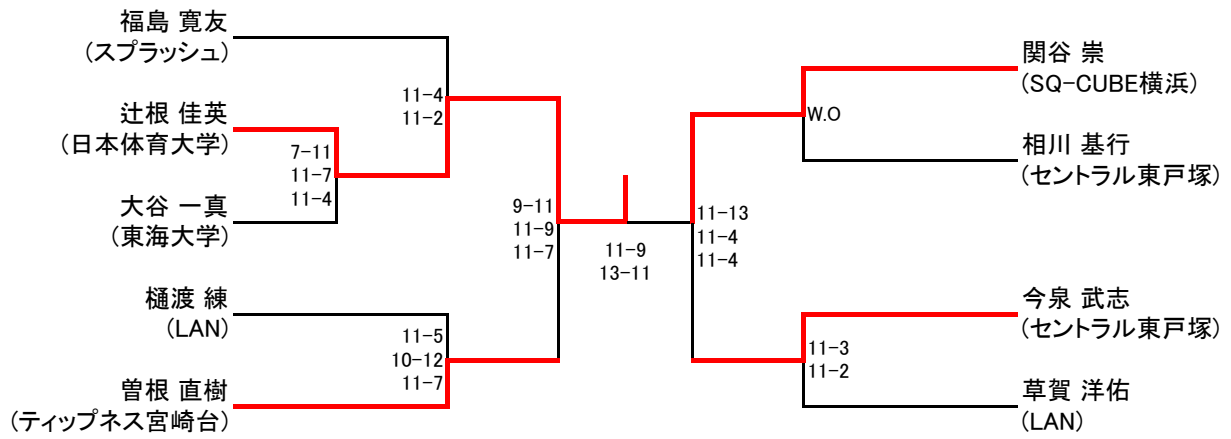 福島 寛友
(スプラッシュ)
辻根 佳英
(日本体育大学)
大谷 一真
(東海大学)
樋渡 練
(LAN)
曽根 直樹
(ティップネス宮崎台)
7-11
11-7
11-4
11-4
11-2
11-5
10-12
11-7
9-11
11-9
11-7
11-9
13-11
11-13
11-4
11-4
W.O
11-3
11-2
関谷 崇
(SQ-CUBE横浜)
相川 基行
(セントラル東戸塚)
今泉 武志
(セントラル東戸塚)
草賀 洋佑
(LAN)